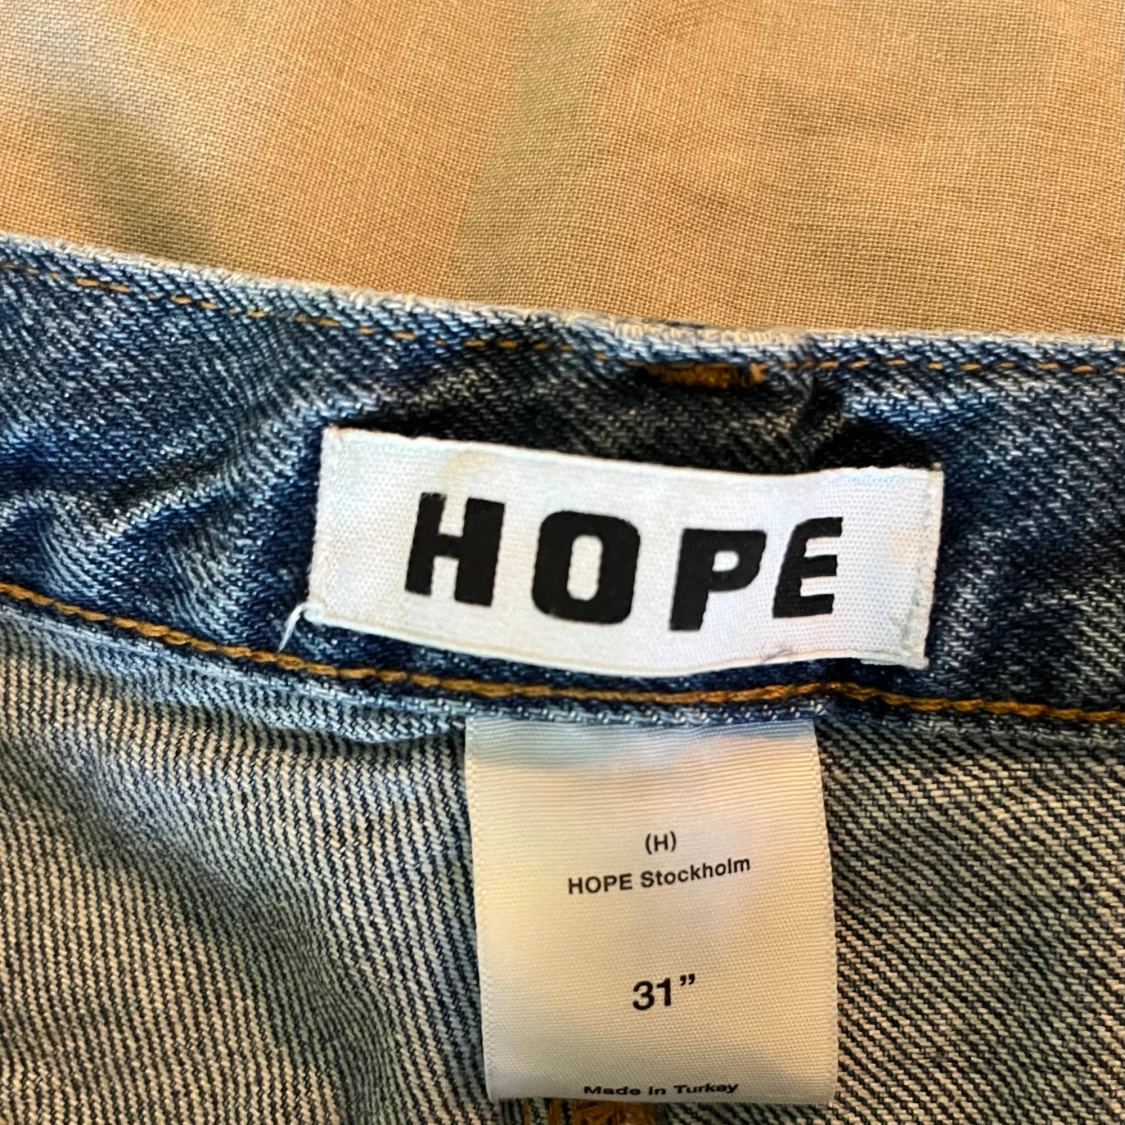 HOPE
(H)
HOPE Stockholm
31”
Made in Turkey